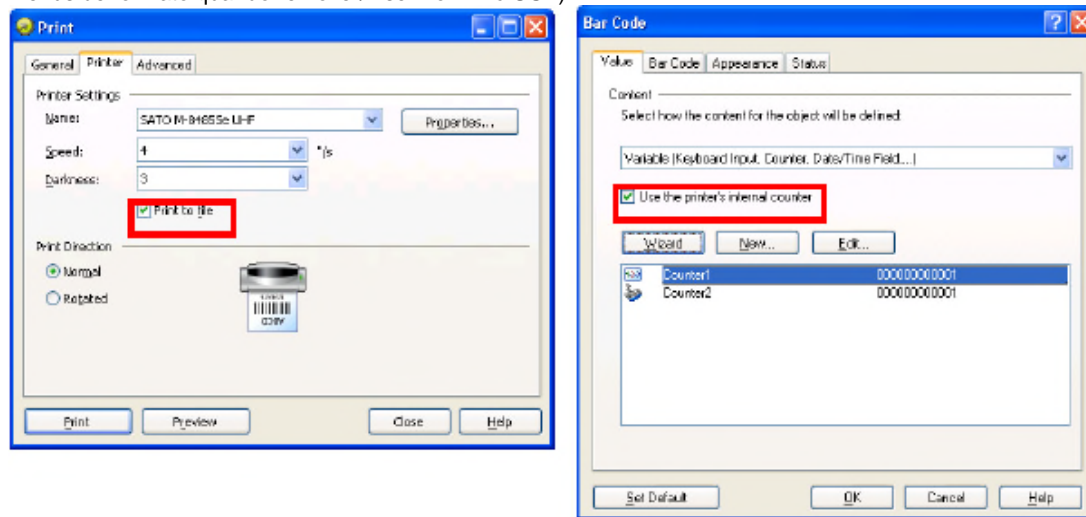 Print
General Printer Advanced
Printer Settings
Name: SATO M-84855e UHF Properties...
Speed: 4 "/s
Darkness: 3
Print to file
Print Direction
Normal
Rotated
Print Preview Close Help
Bar Code
Value Bar Code Appearance Status
Content
Select how the content for the object will be defined:
Variable (Keyboard Input, Counter, Date/Time Field....)
Use the printer's internal counter
Wizard New... Edit...
Counter1 000000000001
Counter2 000000000001
Set Default OK Cancel Help